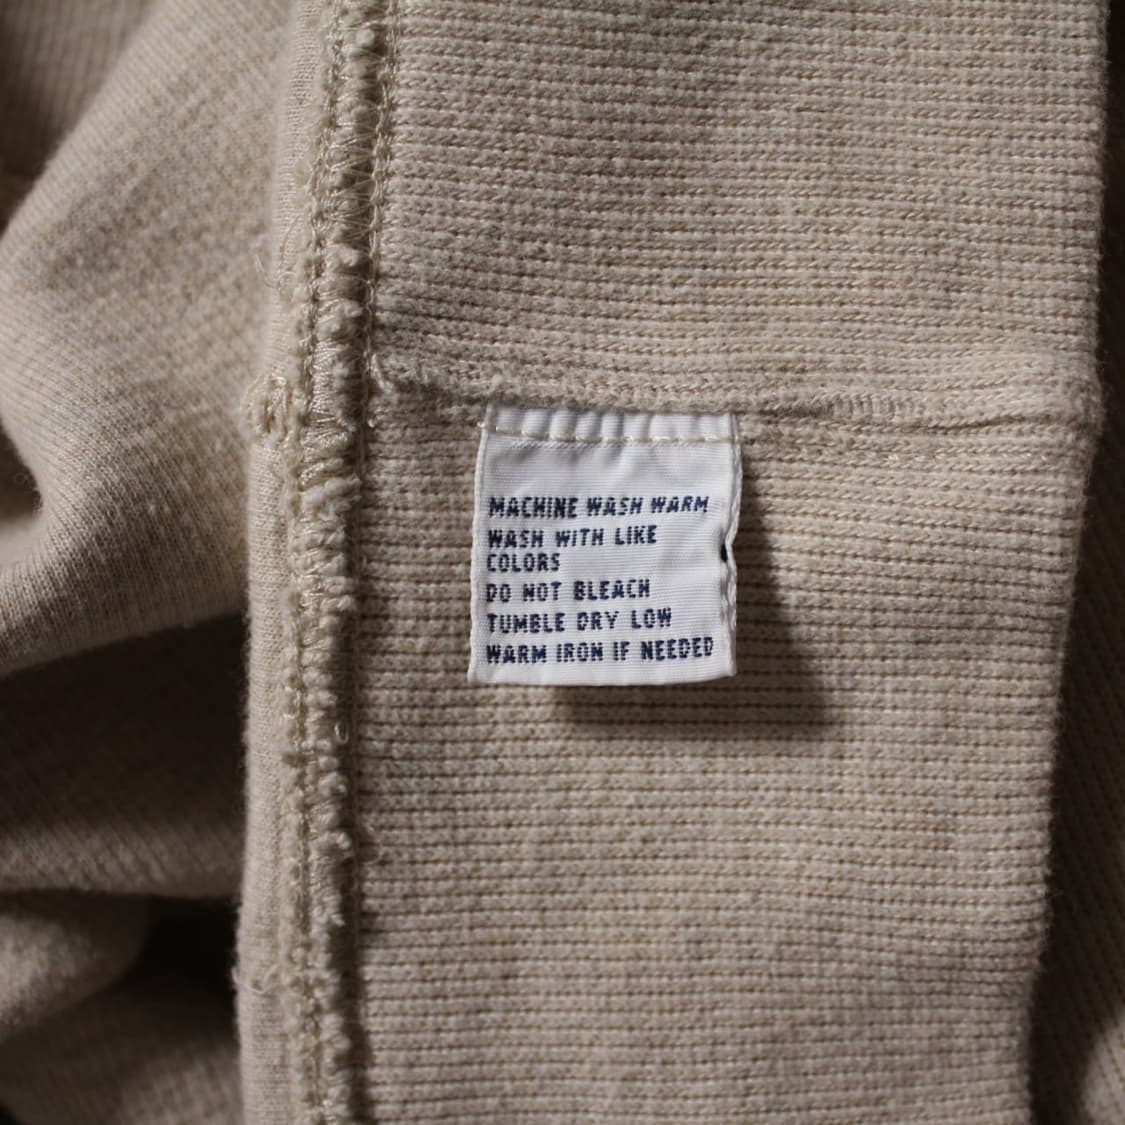 MACHINE WASH WARM
WASH WITH LIKE
COLORS
DO NOT BLEACH
TUMBLE DRY LOW
WARM IRON IF NEEDED